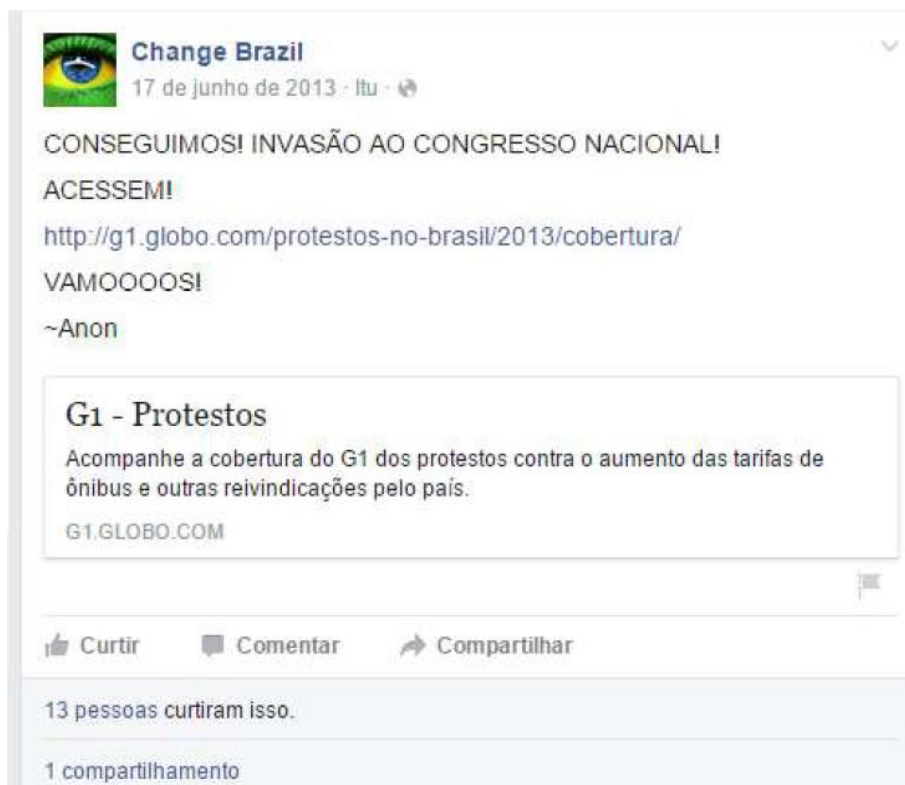 Change Brazil
17 de junho de 2013 · Itu ·
CONSEGUIMOS! INVASÃO AO CONGRESSO NACIONAL!
ACESSEM!
http://g1.globo.com/protestos-no-brasil/2013/cobertura/
VAMOOOOS!
~Anon
G1 - Protestos
Acompanhe a cobertura do G1 dos protestos contra o aumento das tarifas de
ônibus e outras reivindicações pelo país.
G1.GLOBO.COM
Curtir Comentar Compartilhar
13 pessoas curtiram isso.
1 compartilhamento